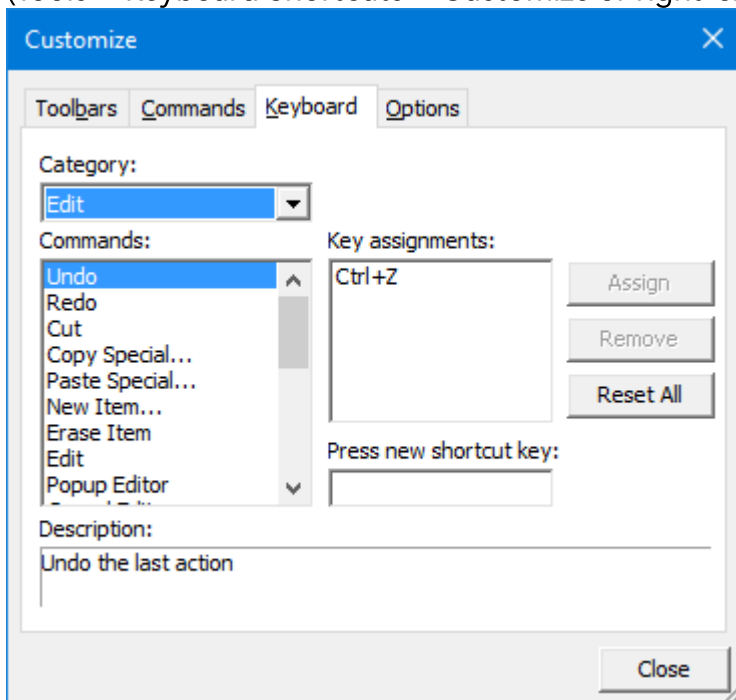 Customize
Toolbars Commands Keyboard Options
Category:
Edit
Commands:
Undo
Redo
Cut
Copy Special...
Paste Special...
New Item...
Erase Item
Edit
Popup Editor
Key assignments:
Ctrl+Z
Assign
Remove
Reset All
Press new shortcut key:
Description:
Undo the last action
Close